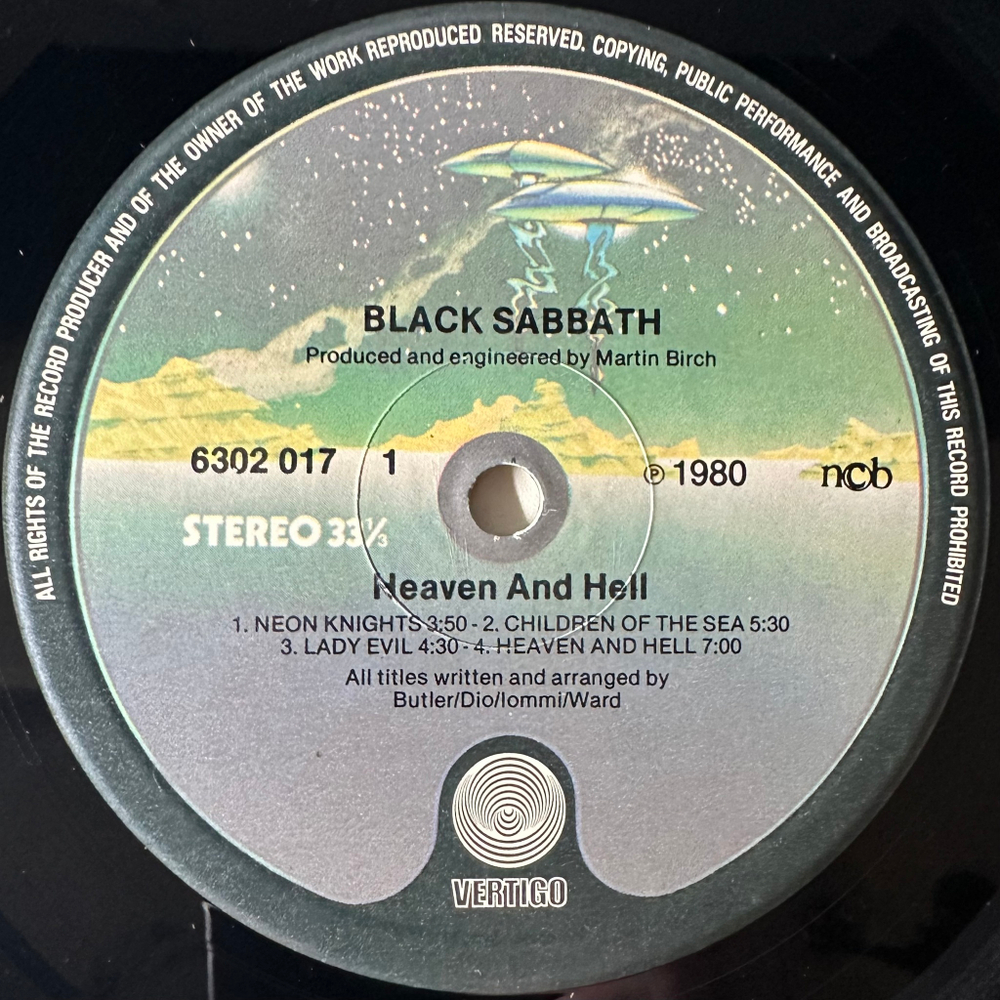 ALL RIGHTS OF THE RECORD PRODUCER AND OF THE OWNER OF THE WORK REPRODUCED RESERVED. COPYING, PUBLIC PERFORMANCE AND BROADCASTING OF THIS RECORD PROHIBITED
BLACK SABBATH
Produced and engineered by Martin Birch
6302 017 1 ℗ 1980 ncb
STEREO 33⅓
Heaven And Hell
1. NEON KNIGHTS 3:50 - 2. CHILDREN OF THE SEA 5:30
3. LADY EVIL 4:30 - 4. HEAVEN AND HELL 7:00
All titles written and arranged by
Butler/Dio/Iommi/Ward
VERTIGO